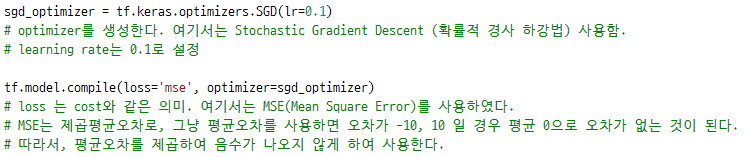 sgd_optimizer = tf.keras.optimizers.SGD(lr=0.1)
# optimizer를 생성한다. 여기서는 Stochastic Gradient Descent (확률적 경사 하강법) 사용함.
# learning rate는 0.1로 설정
tf.model.compile(loss='mse', optimizer=sgd_optimizer)
# loss 는 cost와 같은 의미. 여기서는 MSE(Mean Square Error)를 사용하였다.
# MSE는 제곱평균오차로, 그냥 평균오차를 사용하면 오차가 -10, 10 일 경우 평균 0으로 오차가 없는 것이 된다.
# 따라서, 평균오차를 제곱하여 음수가 나오지 않게 하여 사용한다.